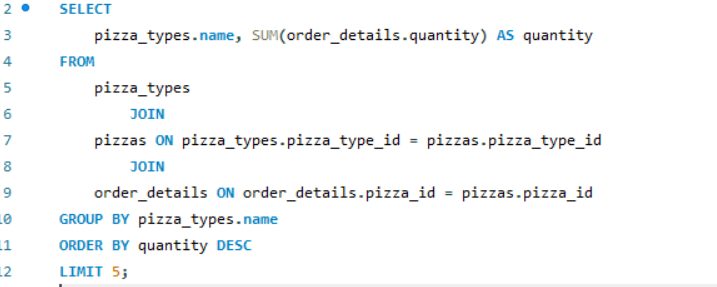 2 SELECT
3 pizza_types.name, SUM(order_details.quantity) AS quantity
4 FROM
5 pizza_types
6 JOIN
7 pizzas ON pizza_types.pizza_type_id = pizzas.pizza_type_id
8 JOIN
9 order_details ON order_details.pizza_id = pizzas.pizza_id
10 GROUP BY pizza_types.name
11 ORDER BY quantity DESC
12 LIMIT 5;